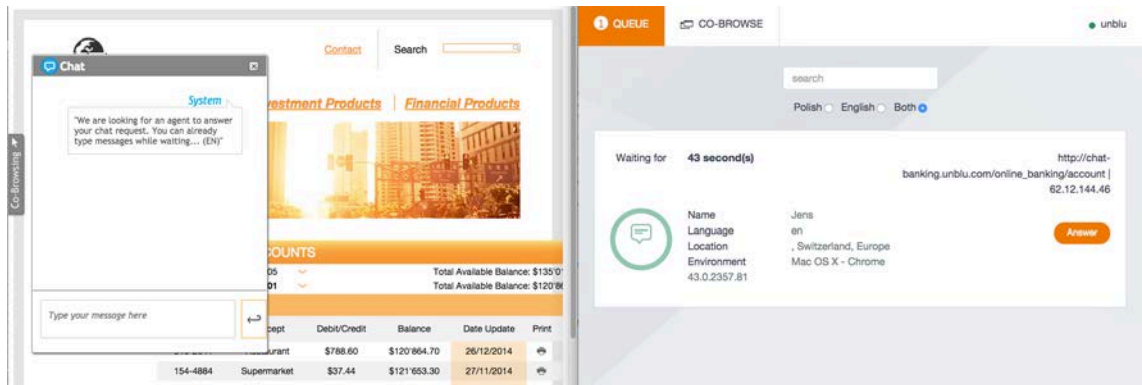 Contact
Search
Chat
System
"We are looking for an agent to answer
your chat request. You can already
type messages while waiting... (EN)"
Co-Browsing
Type your message here
Investment Products | Financial Products
COUNTS
05
Total Available Balance: $135'0
01
Total Available Balance: $120'86
cept
Debit/Credit
Balance
Date Update
Print
urant
$788.60
$120'864.70
26/12/2014
154-4884
Supermarket
$37.44
$121'653.30
27/11/2014
1 QUEUE
CO-BROWSE
unblu
search
Polish English Both
Waiting for
43 second(s)
http://chat-
banking.unblu.com/online_banking/account |
62.12.144.46
Name Jens
Language en
Location , Switzerland, Europe
Environment Mac OS X - Chrome
43.0.2357.81
Answer